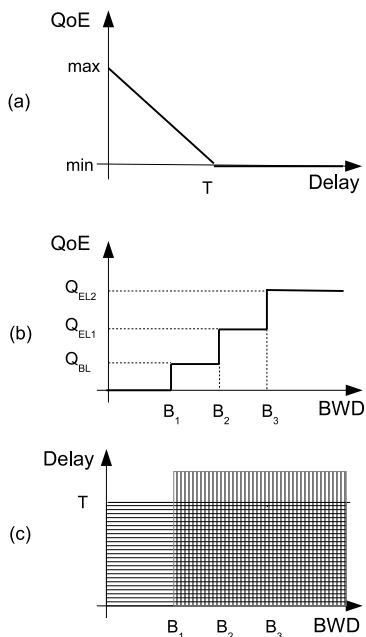 QoE
max
(a)
min
T
Delay
QoE
Q_EL2
Q_EL1
(b)
Q_BL
B_1 B_2 B_3 BWD
Delay
T
(c)
B_1 B_2 B_3 BWD